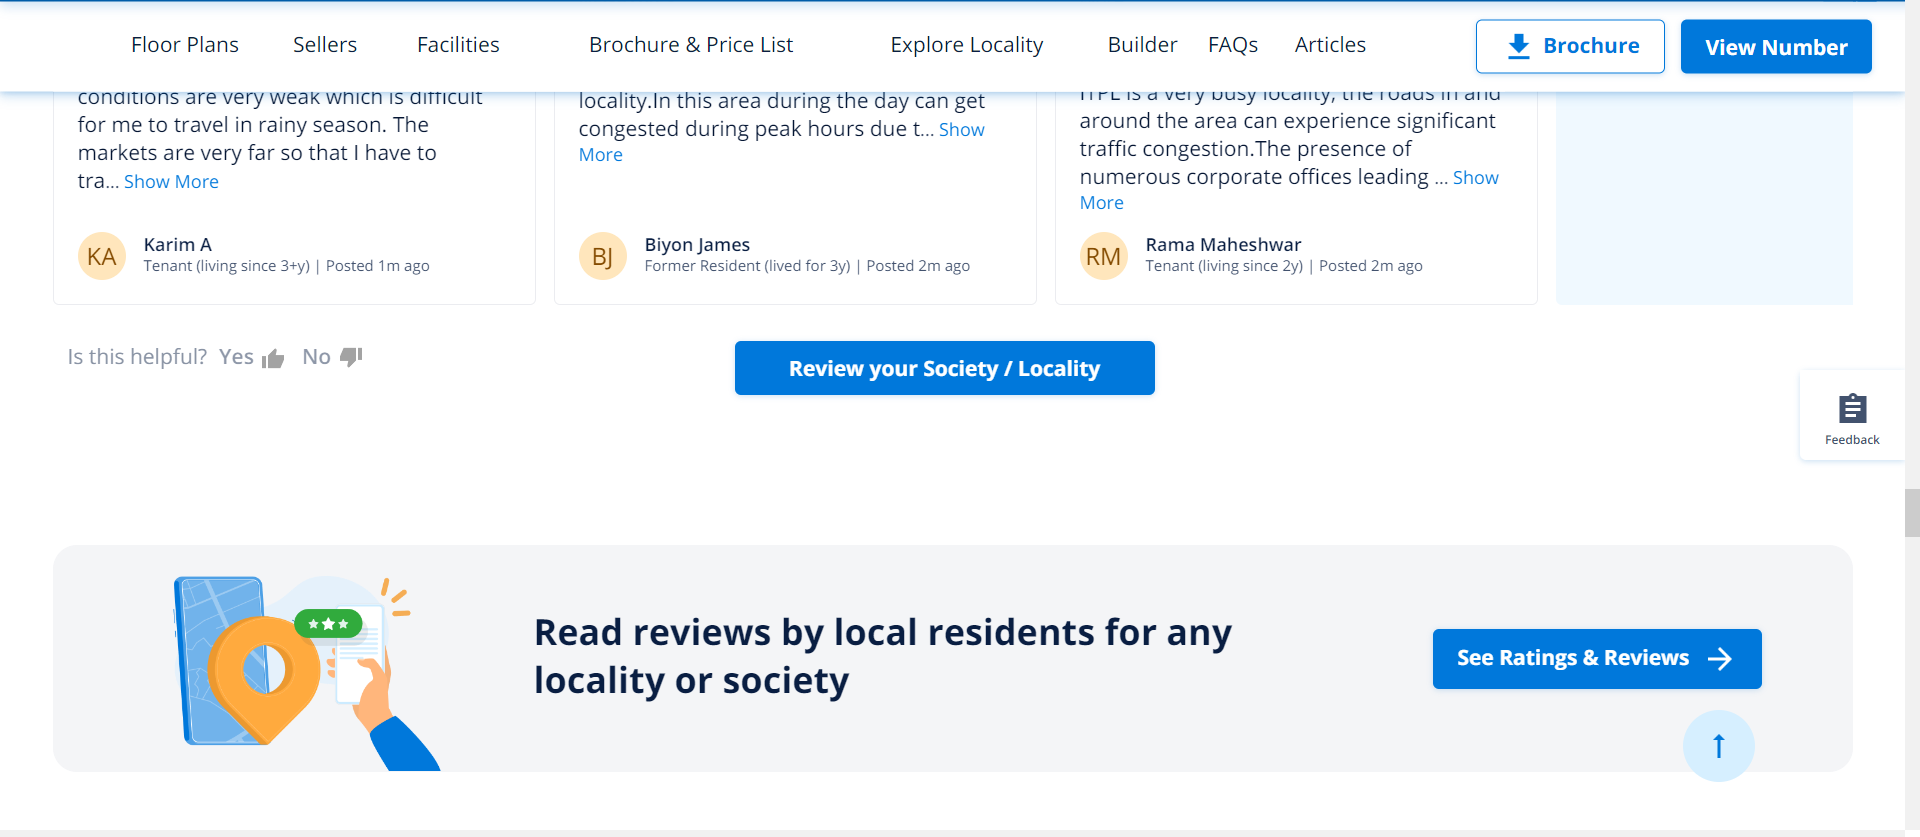 Floor Plans
Sellers
Facilities
Brochure & Price List
Explore Locality
Builder
FAQs
Articles
Brochure
View Number
conditions are very weak which is difficult
for me to travel in rainy season. The
markets are very far so that I have to
tra... Show More
KA
Karim A
Tenant (living since 3+y) | Posted 1m ago
locality.In this area during the day can get
congested during peak hours due t... Show
More
BJ
Biyon James
Former Resident (lived for 3y) | Posted 2m ago
ITPL is a very busy locality, the roads in and
around the area can experience significant
traffic congestion.The presence of
numerous corporate offices leading ... Show
More
RM
Rama Maheshwar
Tenant (living since 2y) | Posted 2m ago
Is this helpful? Yes No
Review your Society / Locality
Feedback
Read reviews by local residents for any
locality or society
See Ratings & Reviews